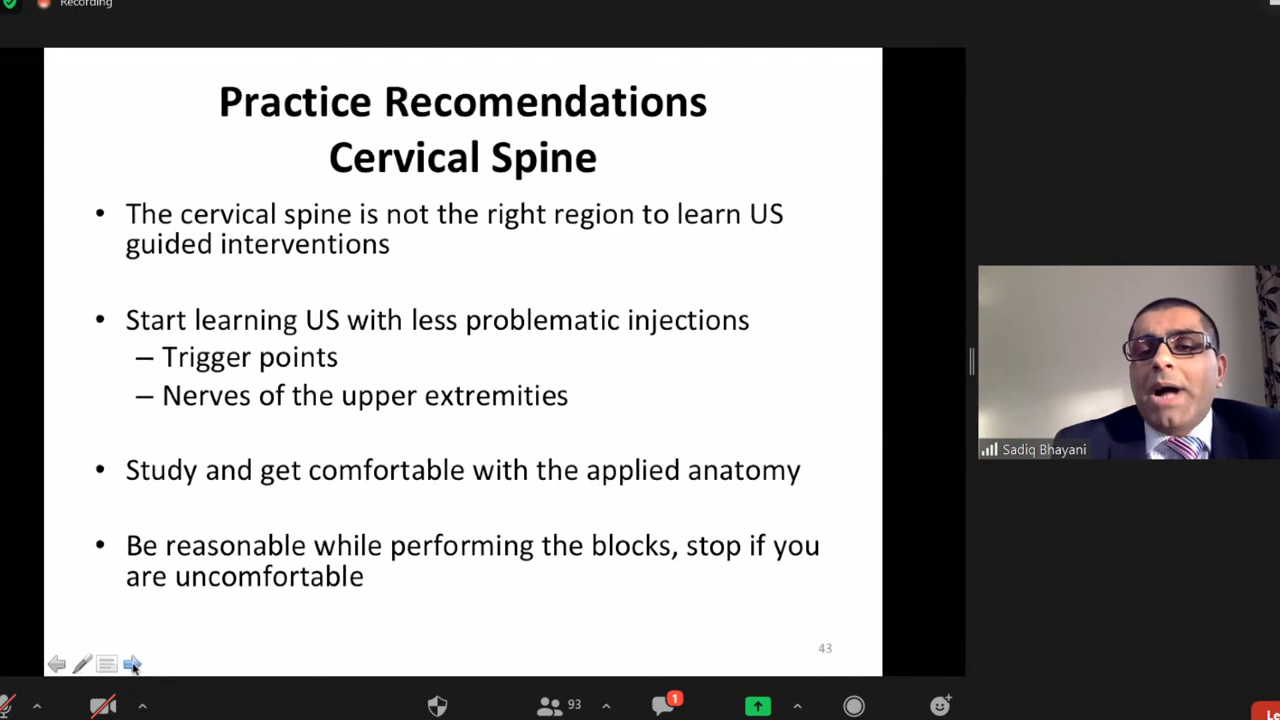 Recording
Practice Recomendations
Cervical Spine
• The cervical spine is not the right region to learn US
guided interventions
• Start learning US with less problematic injections
– Trigger points
– Nerves of the upper extremities
• Study and get comfortable with the applied anatomy
• Be reasonable while performing the blocks, stop if you
are uncomfortable
43
Sadiq Bhayani
93
1